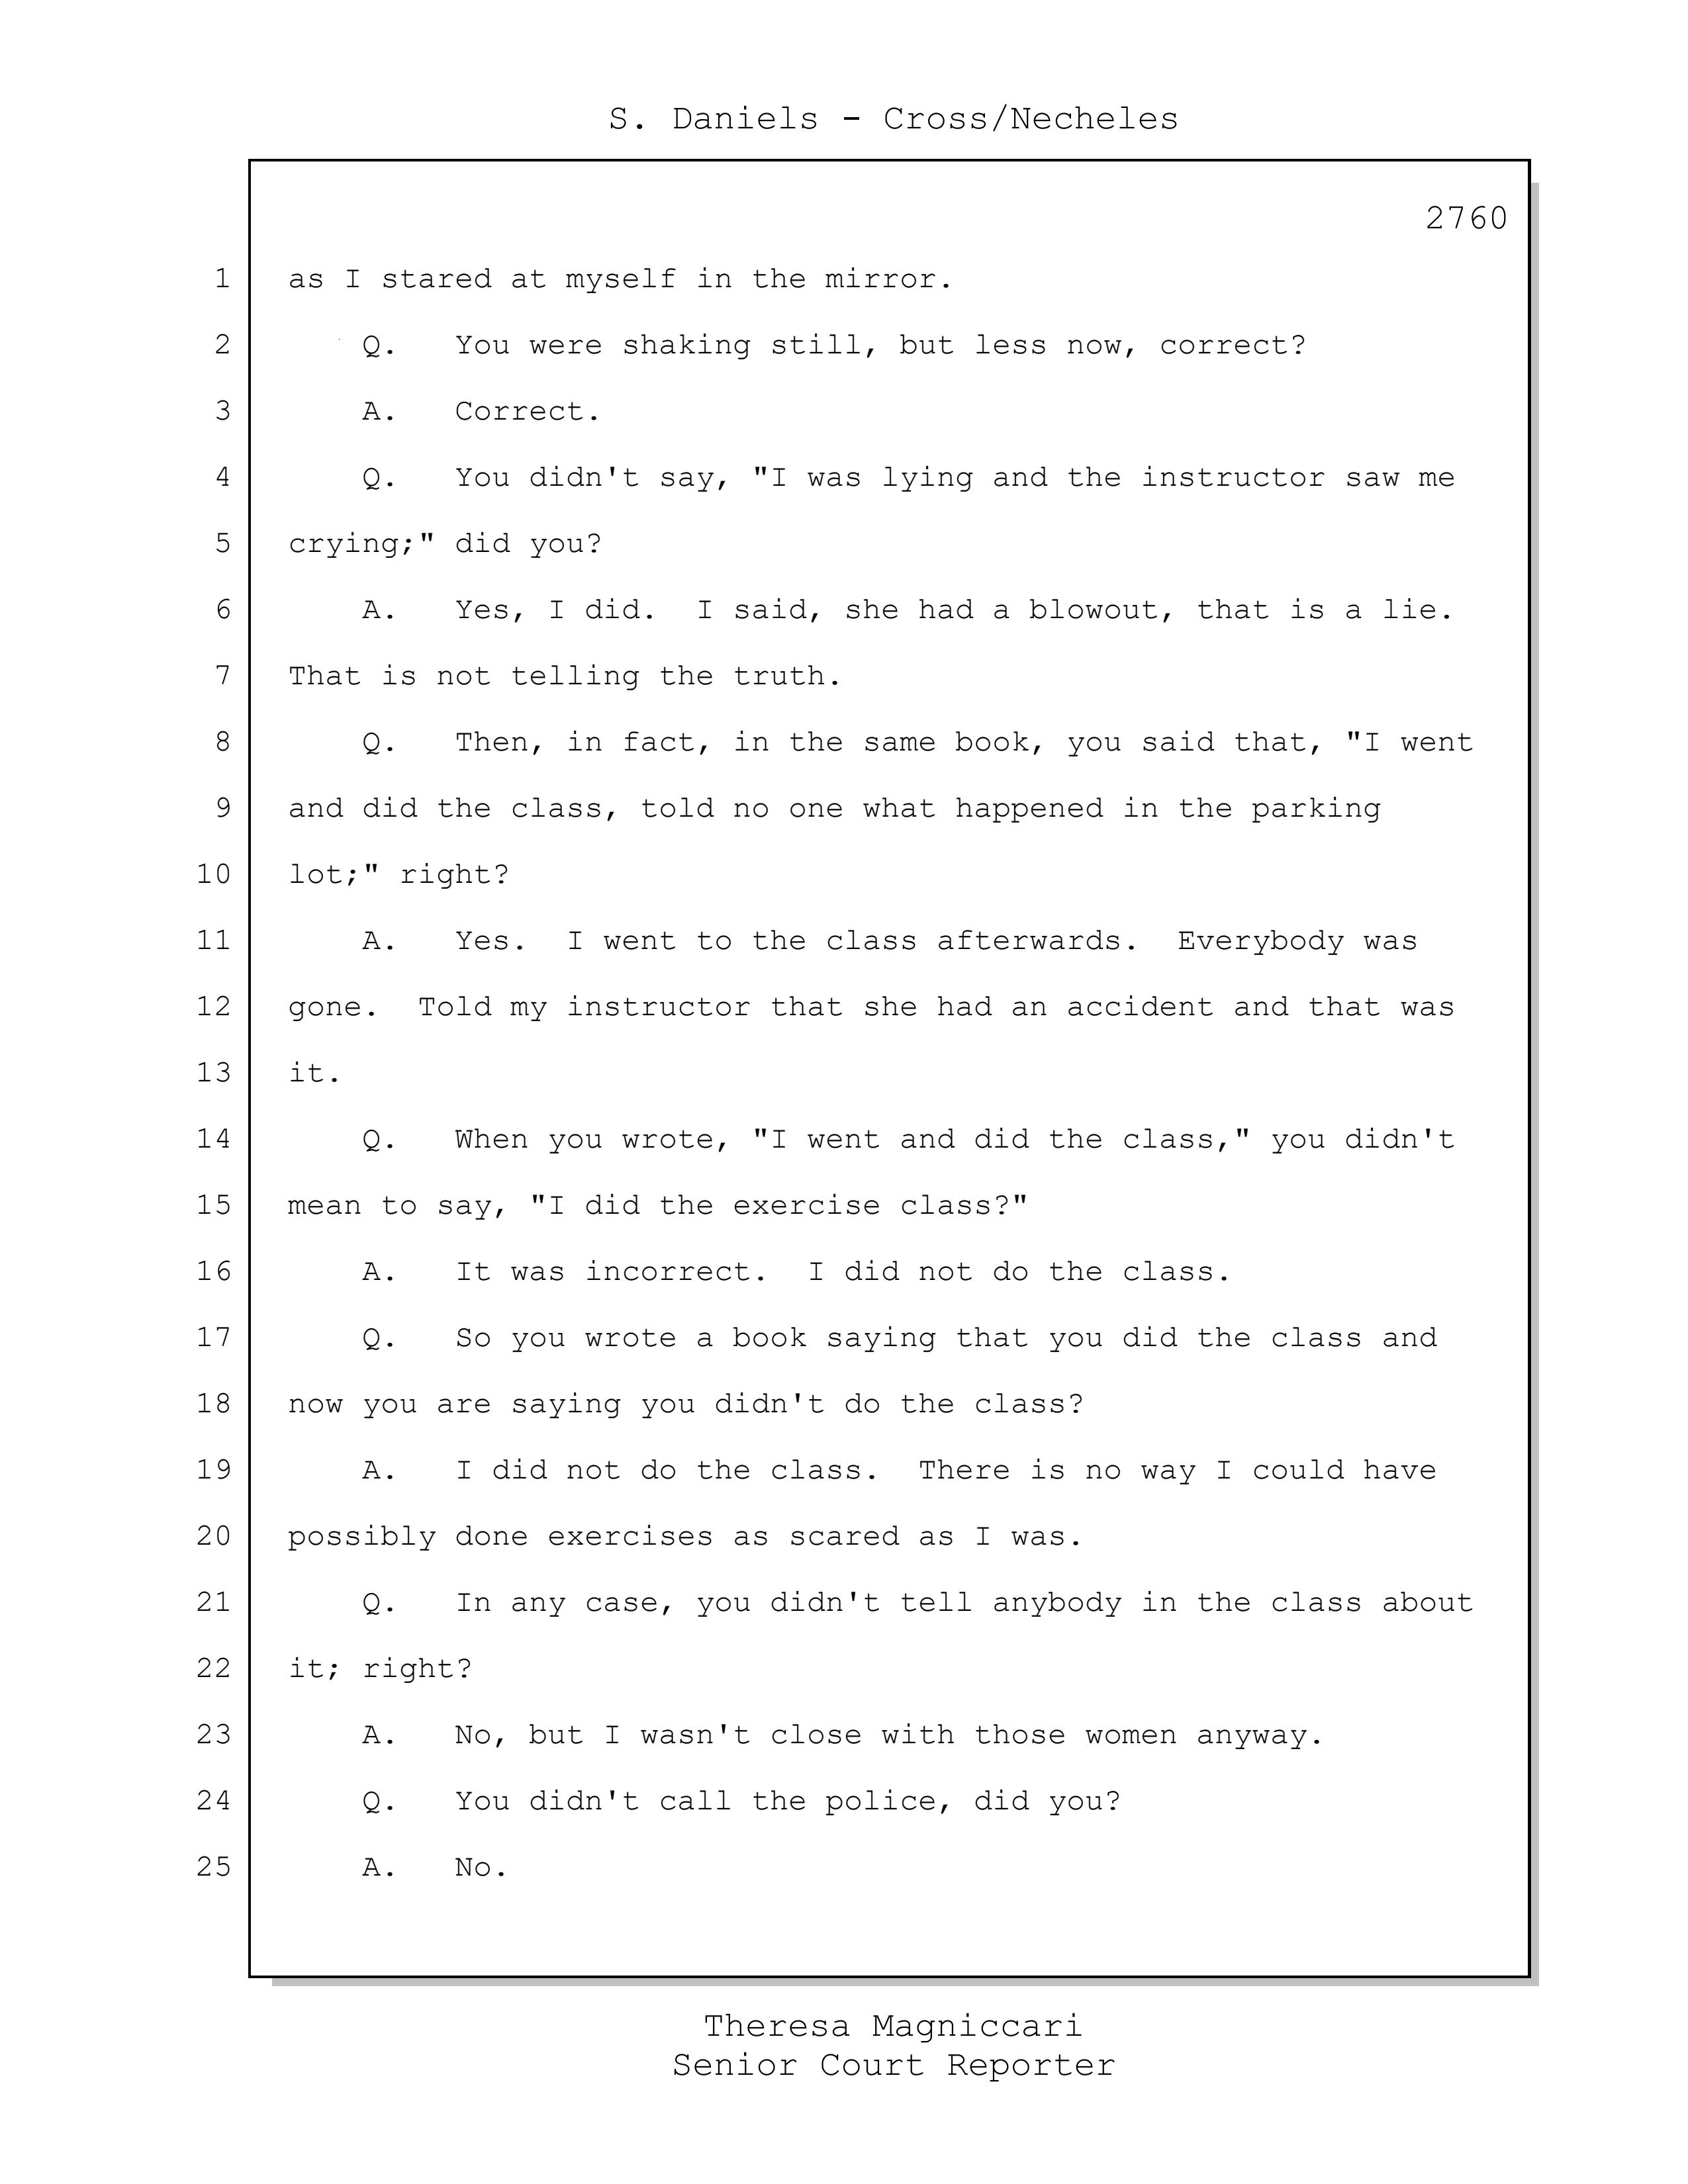 S. Daniels - Cross/Necheles
2760
1 as I stared at myself in the mirror.
2 Q. You were shaking still, but less now, correct?
3 A. Correct.
4 Q. You didn't say, "I was lying and the instructor saw me
5 crying;" did you?
6 A. Yes, I did. I said, she had a blowout, that is a lie.
7 That is not telling the truth.
8 Q. Then, in fact, in the same book, you said that, "I went
9 and did the class, told no one what happened in the parking
10 lot;" right?
11 A. Yes. I went to the class afterwards. Everybody was
12 gone. Told my instructor that she had an accident and that was
13 it.
14 Q. When you wrote, "I went and did the class," you didn't
15 mean to say, "I did the exercise class?"
16 A. It was incorrect. I did not do the class.
17 Q. So you wrote a book saying that you did the class and
18 now you are saying you didn't do the class?
19 A. I did not do the class. There is no way I could have
20 possibly done exercises as scared as I was.
21 Q. In any case, you didn't tell anybody in the class about
22 it; right?
23 A. No, but I wasn't close with those women anyway.
24 Q. You didn't call the police, did you?
25 A. No.
Theresa Magniccari
Senior Court Reporter